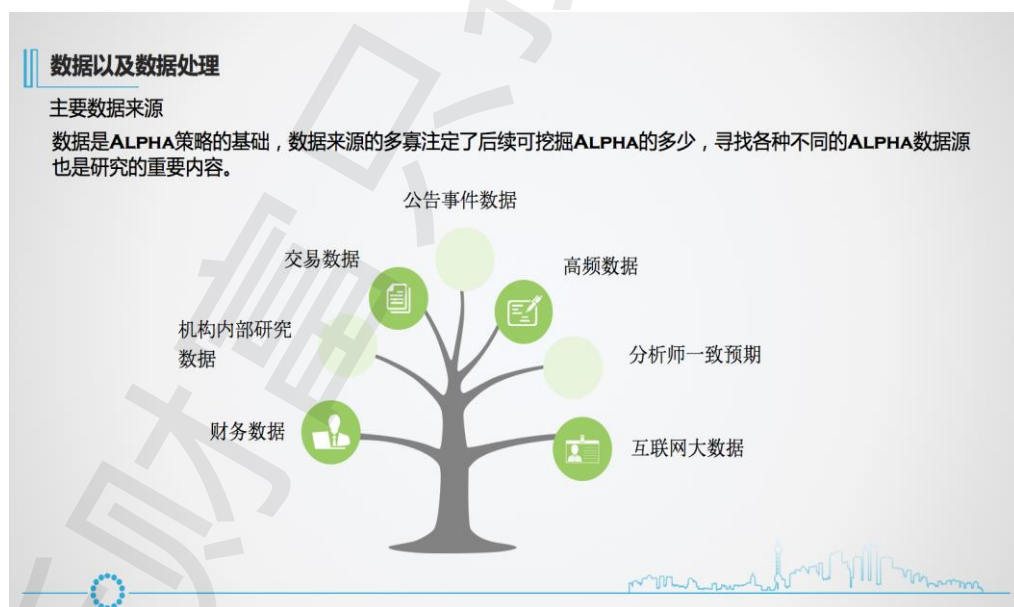 数据以及数据处理
主要数据来源
数据是ALPHA策略的基础，数据来源的多寡注定了后续可挖掘ALPHA的多少，寻找各种不同的ALPHA数据源
也是研究的重要内容。
公告事件数据
交易数据
高频数据
机构内部研究
数据
分析师一致预期
财务数据
互联网大数据